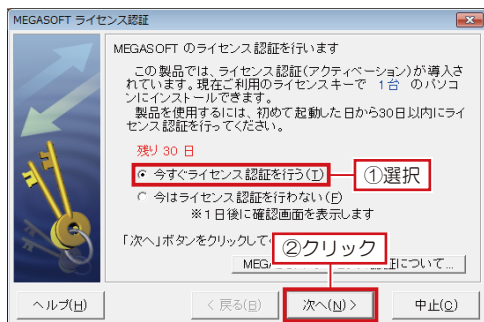 MEGASOFT ライセンス認証
MEGASOFT のライセンス認証を行います
この製品では、ライセンス認証(アクティベーション)が導入さ
れています。現在ご利用のライセンスキーで 1台 のパソコ
ンにインストールできます。
製品を使用するには、初めて起動した日から30日以内にライ
センス認証を行ってください。
残り 30 日
今すぐライセンス認証を行う(T)
①選択
今はライセンス認証を行わない(F)
※1日後に確認画面を表示します
「次へ」ボタンをクリックして
②クリック
MEGA
証について...
ヘルプ(H)
< 戻る(B)
次へ(N) >
中止(C)